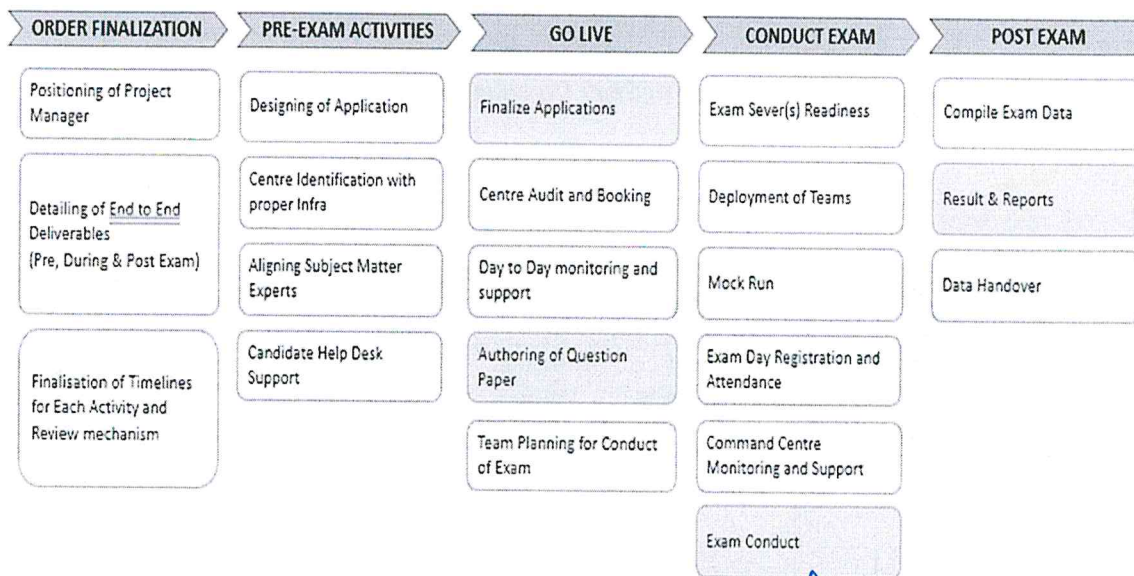 ORDER FINALIZATION
PRE-EXAM ACTIVITIES
GO LIVE
CONDUCT EXAM
POST EXAM
Positioning of Project
Manager
Detailing of End to End
Deliverables
(Pre, During & Post Exam)
Finalisation of Timelines
for Each Activity and
Review mechanism
Designing of Application
Centre Identification with
proper Infra
Aligning Subject Matter
Experts
Candidate Help Desk
Support
Finalize Applications
Centre Audit and Booking
Day to Day monitoring and
support
Authoring of Question
Paper
Team Planning for Conduct
of Exam
Exam Sever(s) Readiness
Deployment of Teams
Mock Run
Exam Day Registration and
Attendance
Command Centre
Monitoring and Support
Exam Conduct
Compile Exam Data
Result & Reports
Data Handover